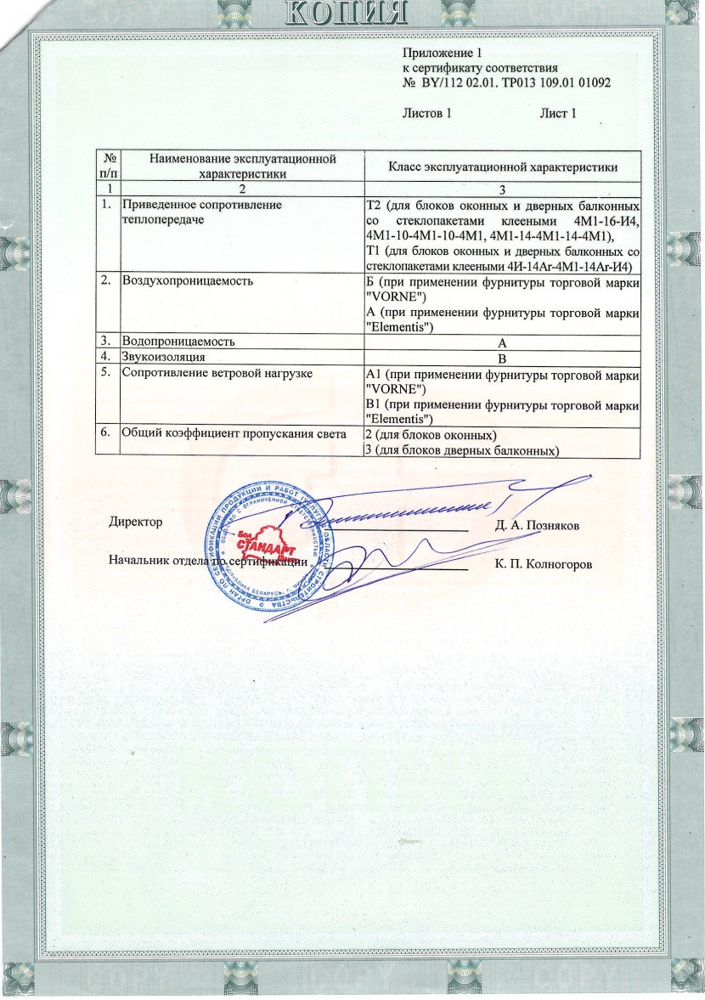 КОПИЯ
Приложение 1
к сертификату соответствия
№ BY/112 02.01. ТР013 109.01 01092
Листов 1 Лист 1
№ п/п
Наименование эксплуатационной
характеристики
Класс эксплуатационной характеристики
1 2 3
1. Приведенное сопротивление
теплопередаче
Т2 (для блоков оконных и дверных балконных
со стеклопакетами клееными 4М1-16-И4,
4М1-10-4М1-10-4М1, 4М1-14-4М1-14-4М1),
Т1 (для блоков оконных и дверных балконных со
стеклопакетами клееными 4И-14Ar-4М1-14Ar-И4)
2. Воздухопроницаемость
Б (при применении фурнитуры торговой марки
"VORNE")
А (при применении фурнитуры торговой марки
"Elementis")
3. Водопроницаемость А
4. Звукоизоляция В
5. Сопротивление ветровой нагрузке
А1 (при применении фурнитуры торговой марки
"VORNE")
В1 (при применении фурнитуры торговой марки
"Elementis")
6. Общий коэффициент пропускания света
2 (для блоков оконных)
3 (для блоков дверных балконных)
Директор Д. А. Позняков
ОРГАН ПО СЕРТИФИКАЦИИ ПРОДУКЦИИ И РАБОТ (УСЛУГ) В ОБЛАСТИ СТРОИТЕЛЬСТВА
ОБЩЕСТВО С ОГРАНИЧЕННОЙ ОТВЕТСТВЕННОСТЬЮ
РЕСПУБЛИКА БЕЛАРУСЬ, г. МИНСК
СТАНДАРТ
Начальник отдела по сертификации К. П. Колногоров
КОПИЯ